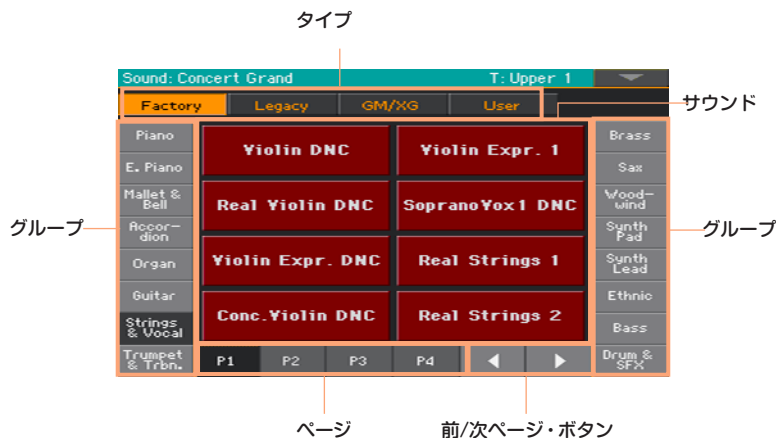 タイプ
Sound: Concert Grand T: Upper 1
Factory Legacy GM/XG User
サウンド
グループ
Piano
E. Piano
Mallet &
Bell
Accor-
dion
Organ
Guitar
Strings
& Vocal
Trumpet
& Trbn.
Violin DNC
Violin Expr. 1
Real Violin DNC
SopranoVox1 DNC
Violin Expr. DNC
Real Strings 1
Conc.Violin DNC
Real Strings 2
Brass
Sax
Wood-
wind
Synth
Pad
Synth
Lead
Ethnic
Bass
Drum &
SFX
グループ
P1 P2 P3 P4
ページ
前/次ページ・ボタン